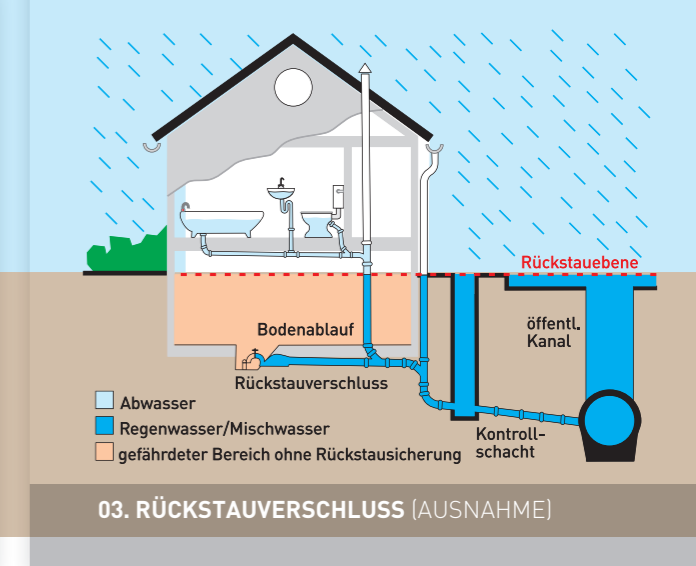 Rückstauebene
öffentl.
Kanal
Bodenablauf
Rückstauverschluss
Abwasser
Regenwasser/Mischwasser
gefährdeter Bereich ohne Rückstausicherung
Kontroll-
schacht
03. RÜCKSTAUVERSCHLUSS (AUSNAHME)